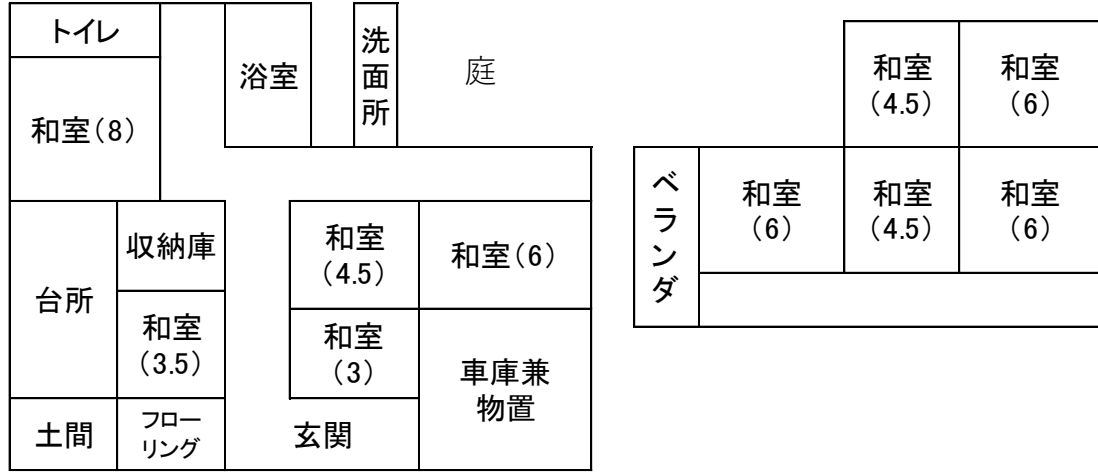 トイレ
和室(8)
浴室
洗面所
庭
台所
収納庫
和室
(3.5)
土間
フロー
リング
和室
(4.5)
和室(6)
和室
(3)
車庫兼
物置
玄関
和室
(4.5)
和室
(6)
ベランダ
和室
(6)
和室
(4.5)
和室
(6)